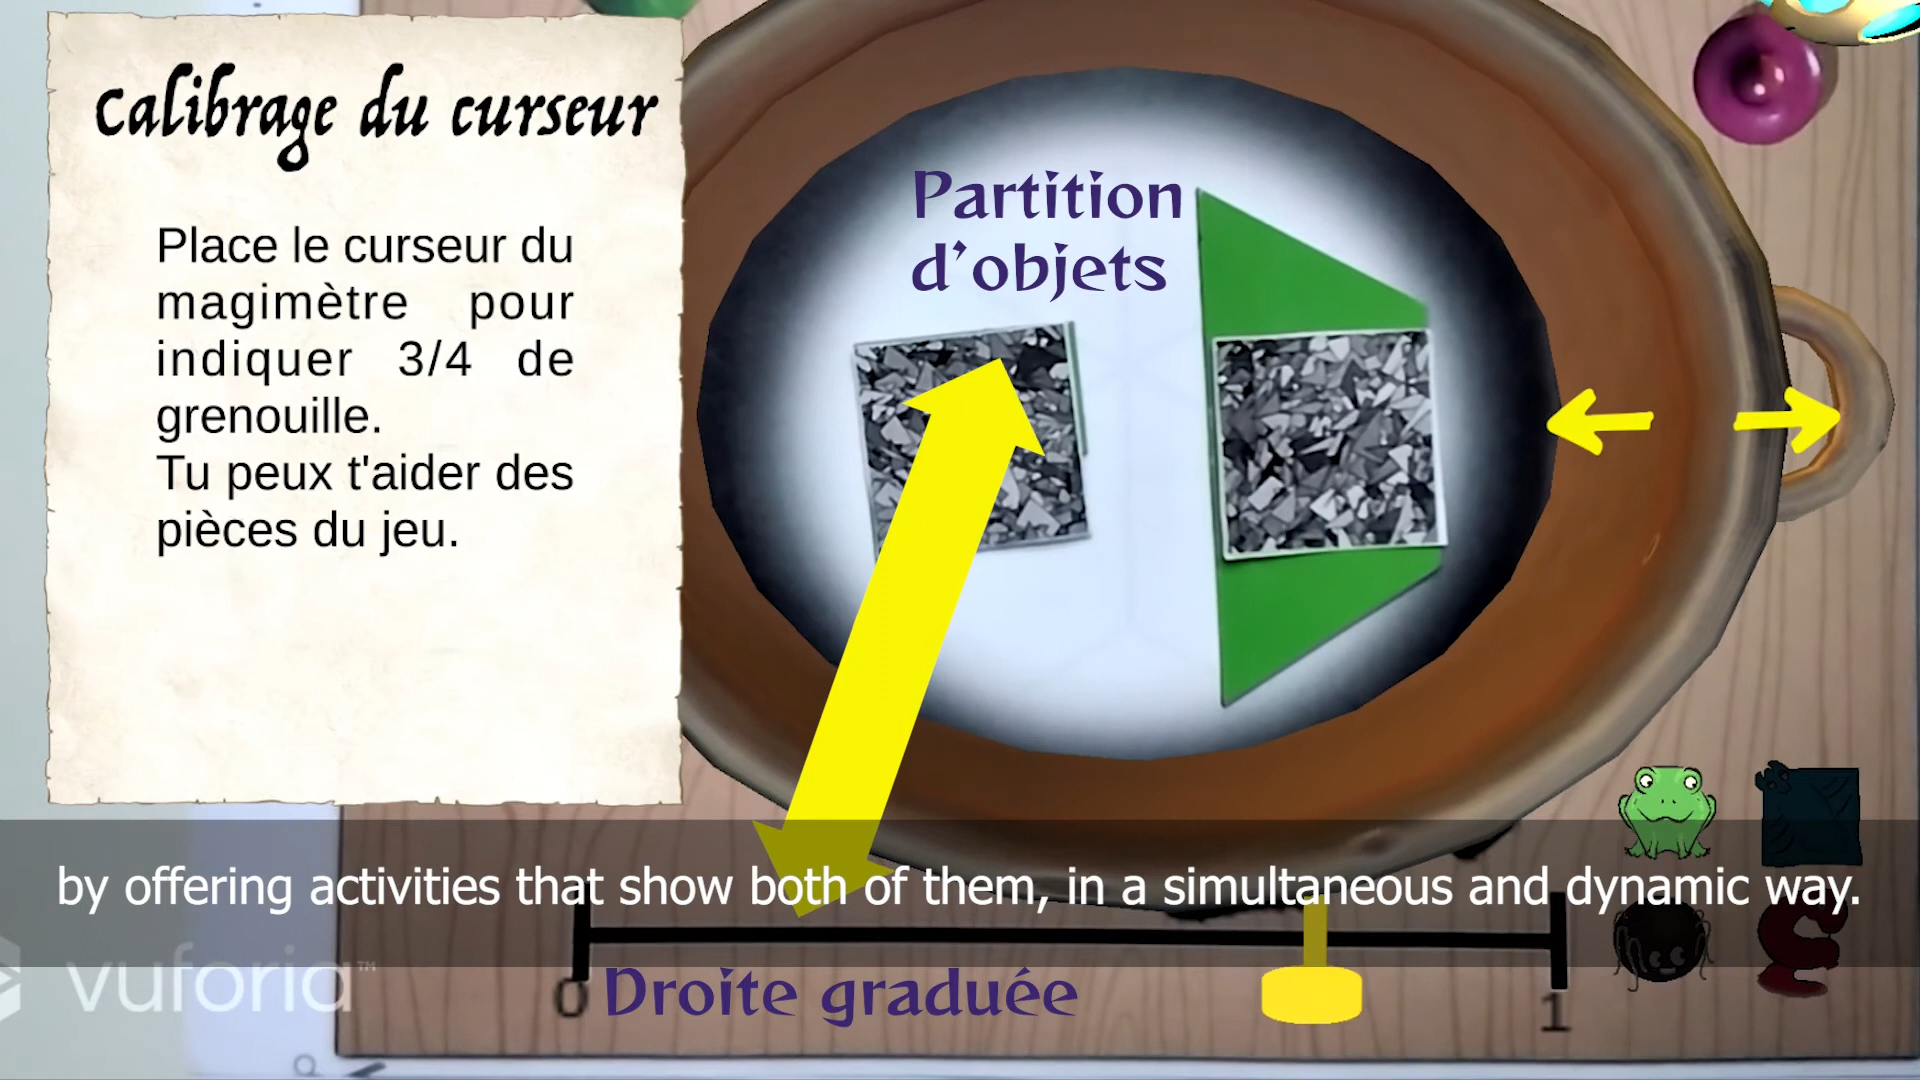 Calibrage du curseur
Place le curseur du
magimètre pour
indiquer 3/4 de
grenouille.
Tu peux t'aider des
pièces du jeu.
Partition
d'objets
by offering activities that show both of them, in a simultaneous and dynamic way.
vuforia™
0
Droite graduée
1